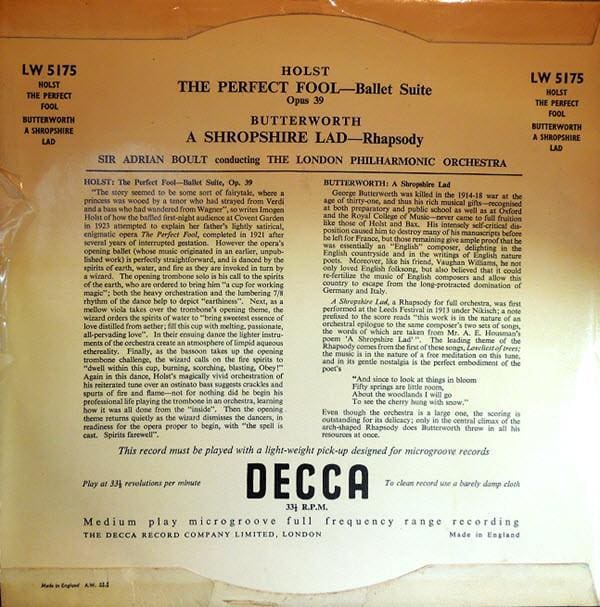 LW 5175
HOLST
THE PERFECT
FOOL
BUTTERWORTH
A SHROPSHIRE
LAD
HOLST
THE PERFECT FOOL—Ballet Suite
Opus 39
BUTTERWORTH
A SHROPSHIRE LAD—Rhapsody
SIR ADRIAN BOULT conducting THE LONDON PHILHARMONIC ORCHESTRA
LW 5175
HOLST
THE PERFECT
FOOL
BUTTERWORTH
A SHROPSHIRE
LAD
HOLST: The Perfect Fool—Ballet Suite, Op. 39
"The story seemed to be some sort of fairytale, where a
princess was wooed by a tenor who had strayed from Verdi
and a bass who had wandered from Wagner", so writes Imogen
Holst of how the baffled first-night audience at Covent Garden
in 1923 attempted to explain her father's lightly satirical,
enigmatic opera The Perfect Fool, completed in 1921 after
several years of interrupted gestation. However the opera's
opening ballet (whose music originated in an earlier, unpub-
lished work) is perfectly straightforward, and is danced by the
spirits of earth, water, and fire as they are invoked in turn by
a wizard. The opening trombone solo is his call to the spirits
of the earth, who are ordered to bring him "a cup for working
magic"; both the heavy orchestration and the lumbering 7/8
rhythm of the dance help to depict "earthiness". Next, as a
mellow viola takes over the trombone's opening theme, the
wizard orders the spirits of water to "bring sweetest essence of
love distilled from aether; fill this cup with melting, passionate,
all-pervading love". In their ensuing dance the lighter instru-
ments of the orchestra create an atmosphere of limpid aqueous
ethereality. Finally, as the bassoon takes up the opening
trombone challenge, the wizard calls on the fire spirits to
"dwell within this cup, burning, scorching, blasting, Obey!"
Again in this dance, Holst's magically vivid orchestration of
his reiterated tune over an ostinato bass suggests crackles and
spurts of fire and flame—not for nothing did he begin his
professional life playing the trombone in an orchestra, learning
how it was all done from the "inside". Then the opening
theme returns quietly as the wizard dismisses the dancers, in
readiness for the opera proper to begin, with "the spell is
cast. Spirits farewell".
BUTTERWORTH: A Shropshire Lad
George Butterworth was killed in the 1914-18 war at the
age of thirty-one, and thus his rich musical gifts—recognised
at both preparatory and public school as well as at Oxford
and the Royal College of Music—never came to full fruition
like those of Holst and Bax. His intensely self-critical dis-
position caused him to destroy many of his manuscripts before
he left for France, but those remaining give ample proof that he
was essentially an "English" composer, delighting in the
English countryside and in the writings of English nature
poets. Moreover, like his friend, Vaughan Williams, he not
only loved English folksong, but also believed that it could
re-fertilize the music of English composers and allow this
country to escape from the long-protracted domination of
Germany and Italy.
A Shropshire Lad, a Rhapsody for full orchestra, was first
performed at the Leeds Festival in 1913 under Nikisch; a note
prefixed to the score reads "this work is in the nature of an
orchestral epilogue to the same composer's two sets of songs,
the words of which are taken from Mr. A. E. Housman's
poem 'A Shropshire Lad'". The leading theme of the
Rhapsody comes from the first of these songs, Loveliest of trees;
the music is in the nature of a free meditation on this tune,
and in its gentle nostalgia is the perfect embodiment of the
poet's
"And since to look at things in bloom
Fifty springs are little room,
About the woodlands I will go
To see the cherry hung with snow."
Even though the orchestra is a large one, the scoring is
outstanding for its delicacy; only in the central climax of the
arch-shaped Rhapsody does Butterworth throw in all his
resources at once.
This record must be played with a light-weight pick-up designed for microgroove records
Play at 33⅓ revolutions per minute
DECCA
To clean record use a barely damp cloth
33⅓ R.P.M.
Medium play microgroove full frequency range recording
THE DECCA RECORD COMPANY LIMITED, LONDON
Made in England
Made in England A.W.